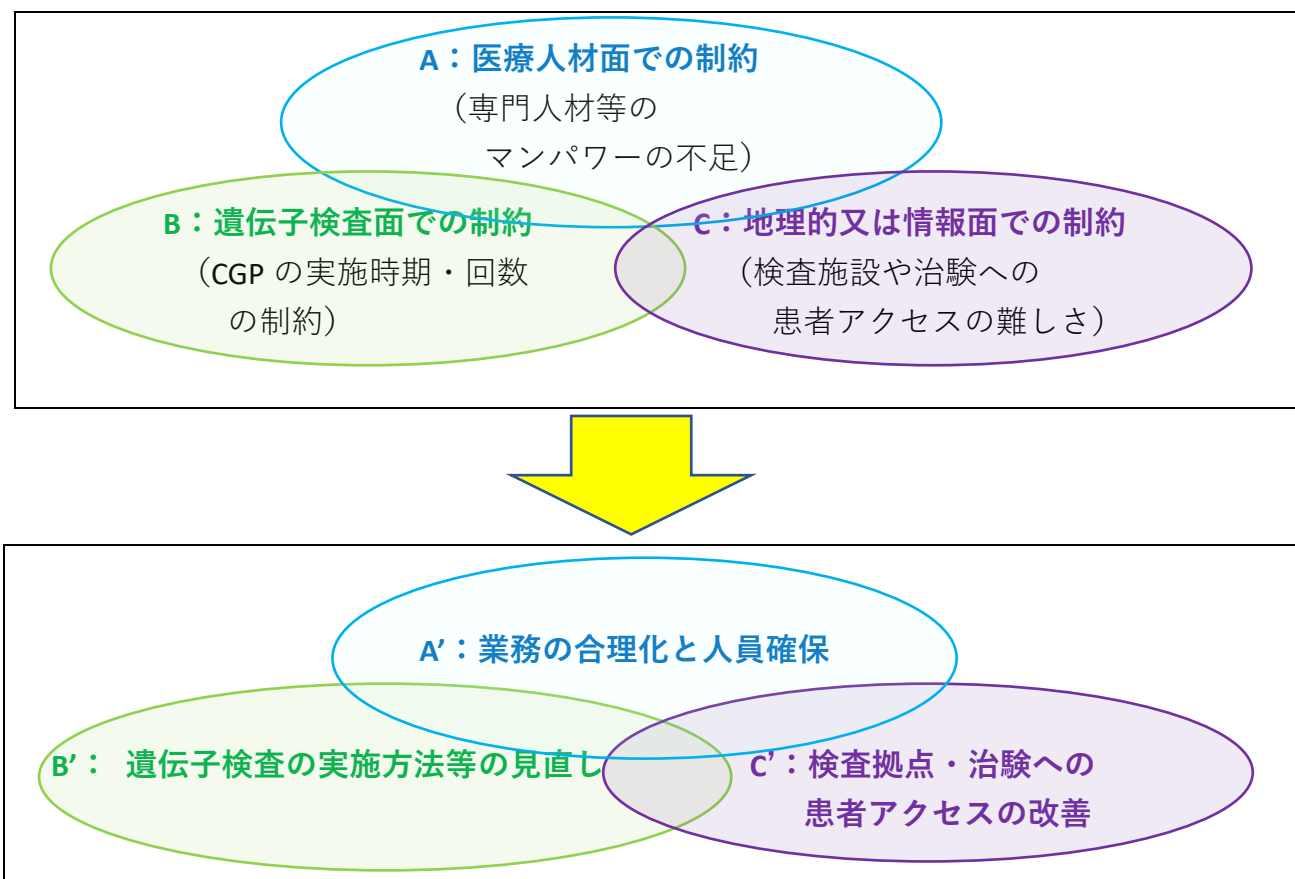 A：医療人材面での制約
（専門人材等の
マンパワーの不足）
B：遺伝子検査面での制約
（CGP の実施時期・回数
の制約）
C：地理的又は情報面での制約
（検査施設や治験への
患者アクセスの難しさ）
A’：業務の合理化と人員確保
B’： 遺伝子検査の実施方法等の見直し
C’：検査拠点・治験への
患者アクセスの改善